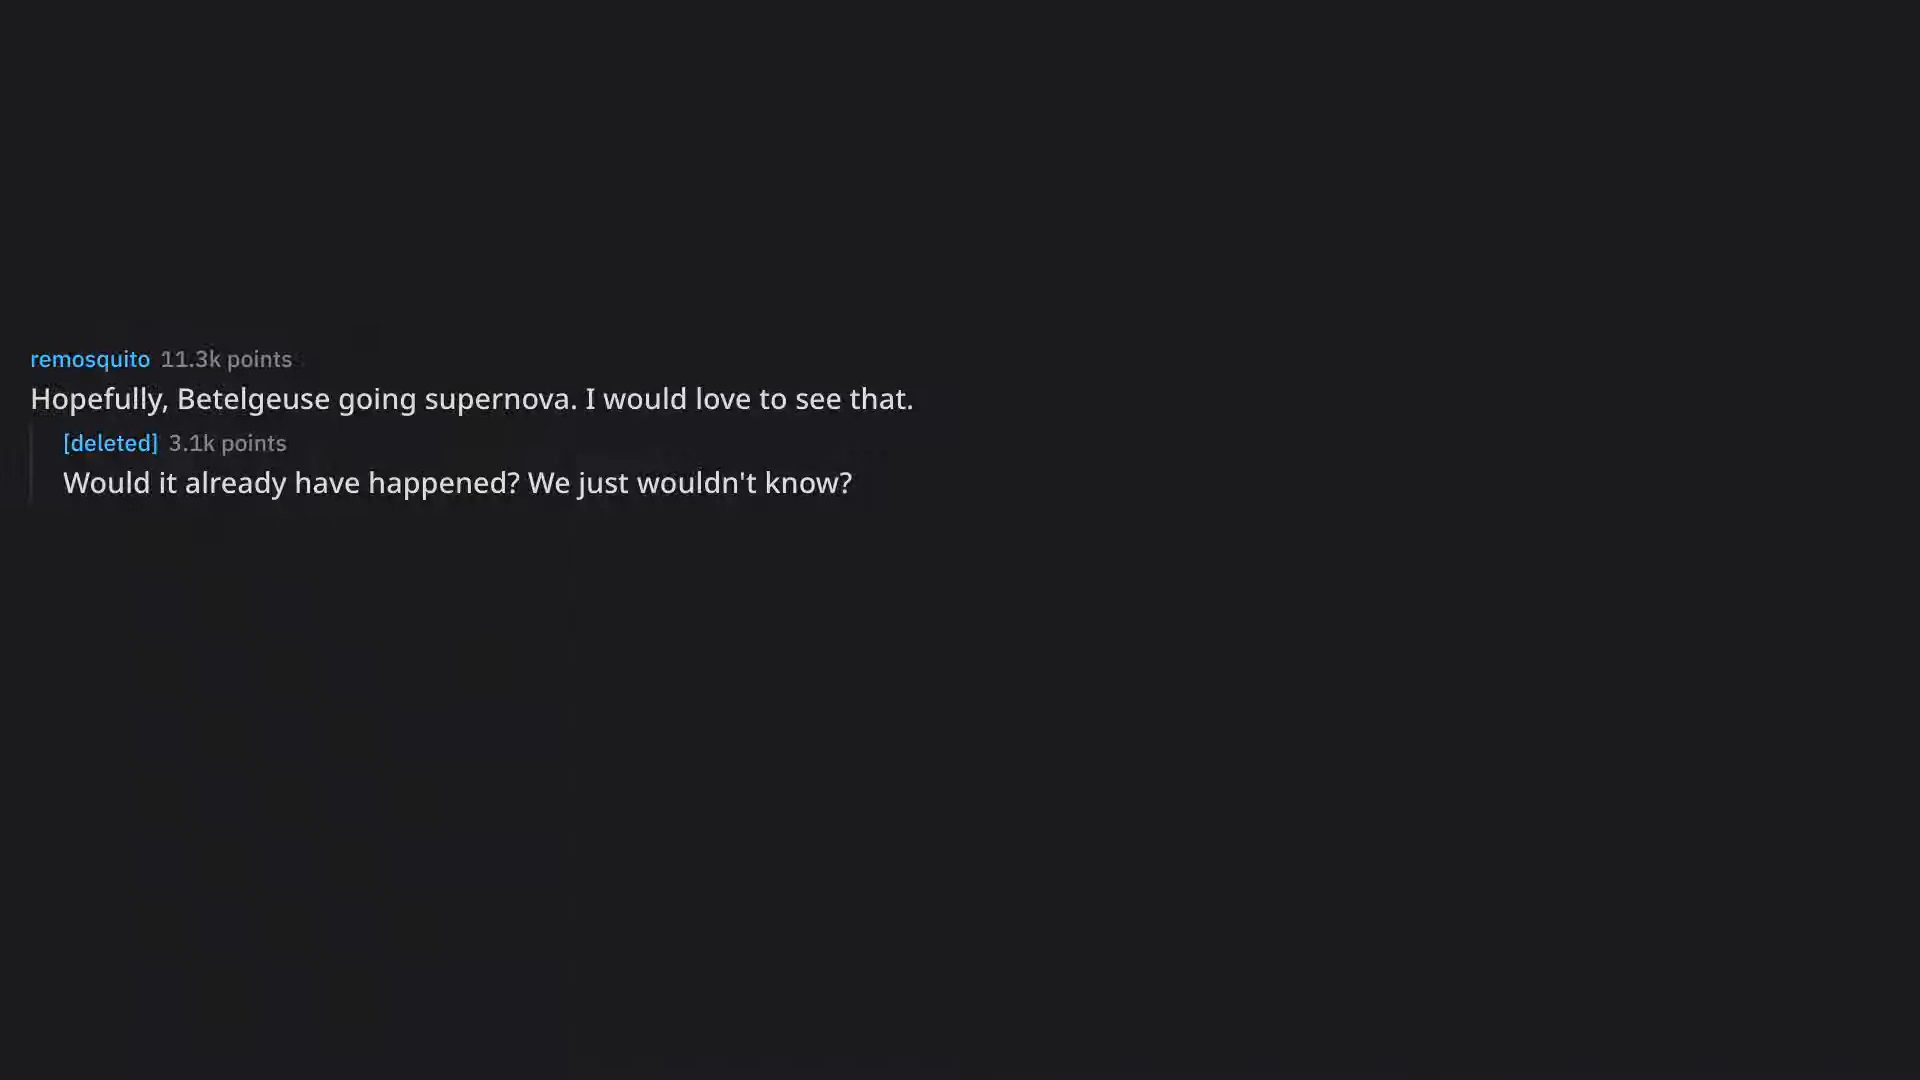 remosquito 11.3k points
Hopefully, Betelgeuse going supernova. I would love to see that.
[deleted] 3.1k points
Would it already have happened? We just wouldn't know?